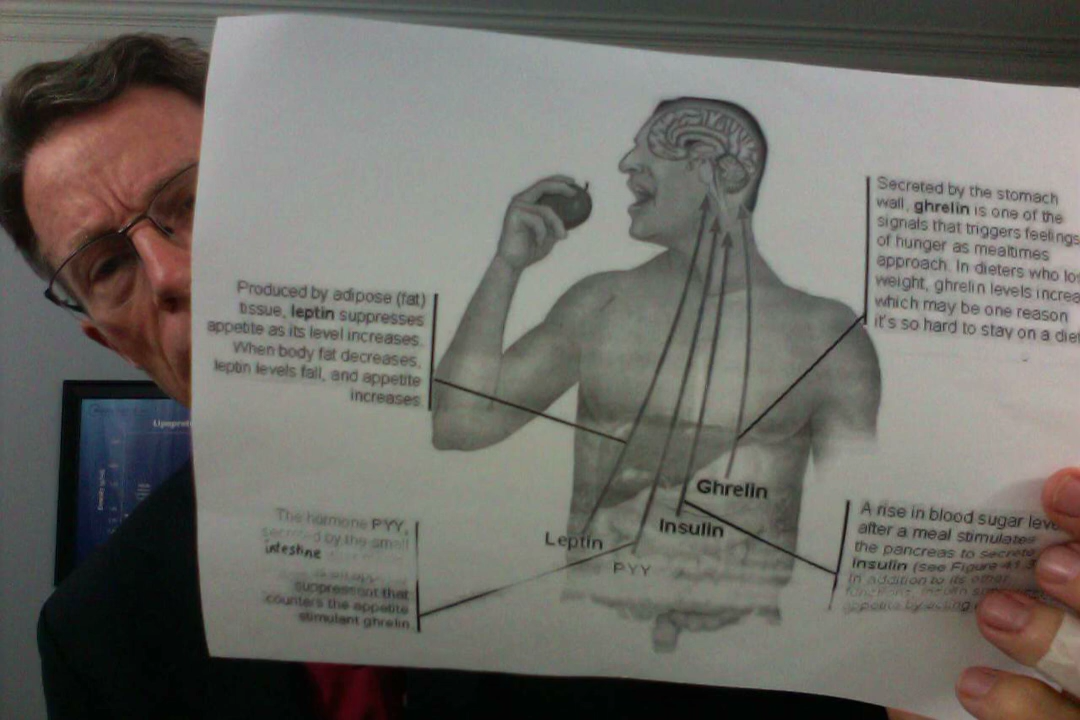 Secreted by the stomach
wall, ghrelin is one of the
signals that triggers feelings
of hunger as mealtimes
approach. In dieters who
weight, ghrelin levels
which may be one reason
it's so hard to stay on a
Produced by adipose (fat)
tissue, leptin suppresses
appetite as its level increases.
When body fat decreases,
leptin levels fall, and appetite
increases.
Ghrelin
Insulin
Leptin
PYY
The hormone PYY,
secreted by the small
intestine
suppressant that
counters the appetite
stimulant ghrelin
A rise in blood sugar
after a meal stimulates
the pancreas to secrete
insulin (see Figure 41.
In addition to its other
functions, insulin
appetite by acting